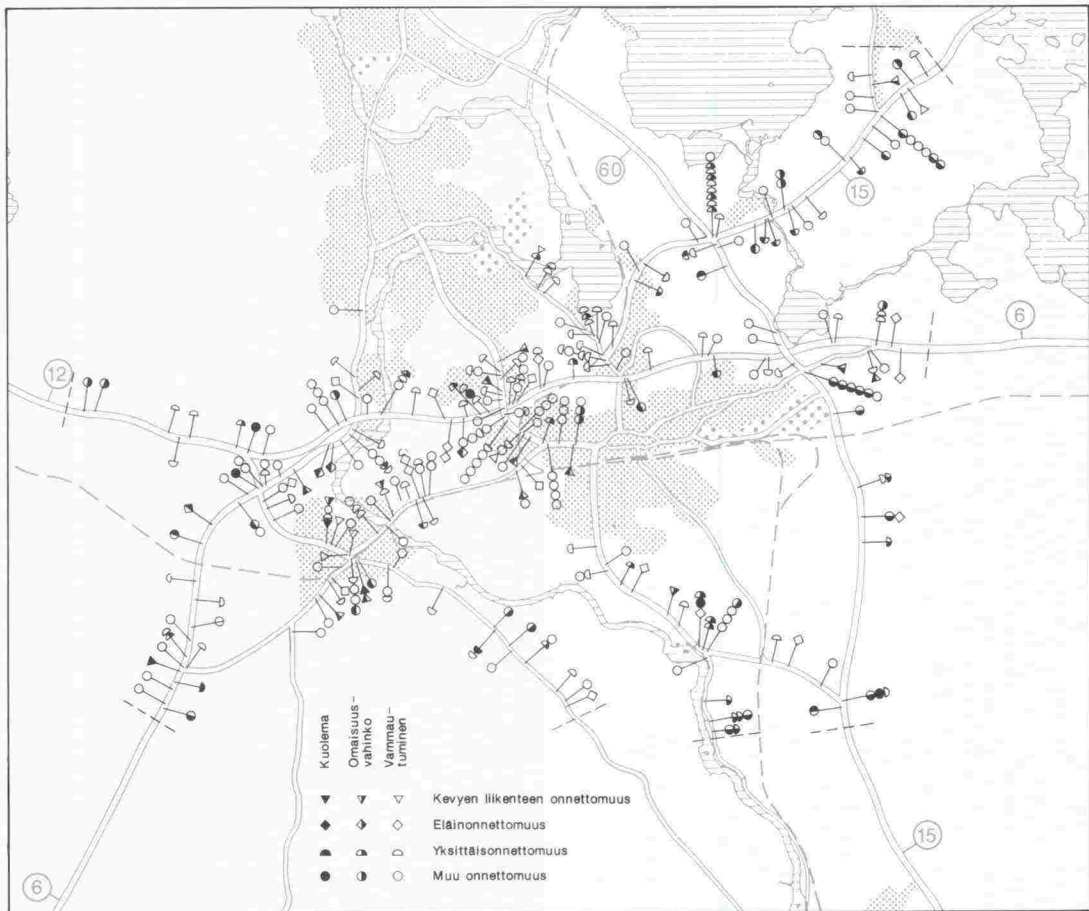 60
15
6
12
Kuolema
Omaisuus-
vahinko
Vammau-
tuminen
Kevyen liikenteen onnettomuus
Eläinonnettomuus
Yksittäisonnettomuus
Muu onnettomuus
15
6